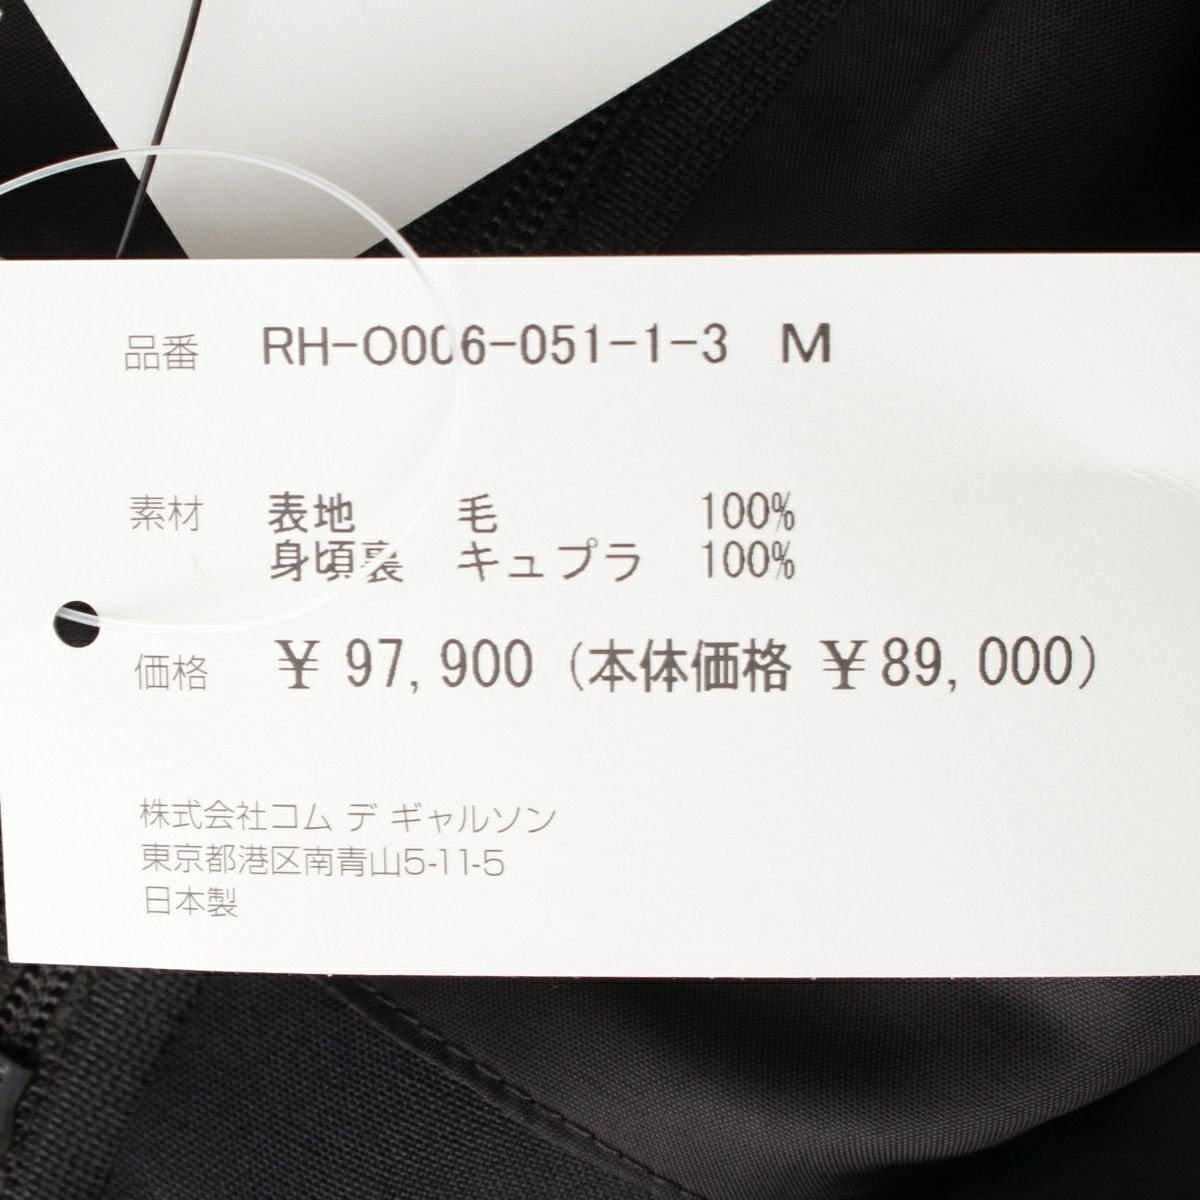 品番 RH-O006-051-1-3 M
素材 表地 毛 100%
身頃裏 キュプラ 100%
価格 ¥ 97,900 (本体価格 ¥ 89,000)
株式会社コム デ ギャルソン
東京都港区南青山5-11-5
日本製